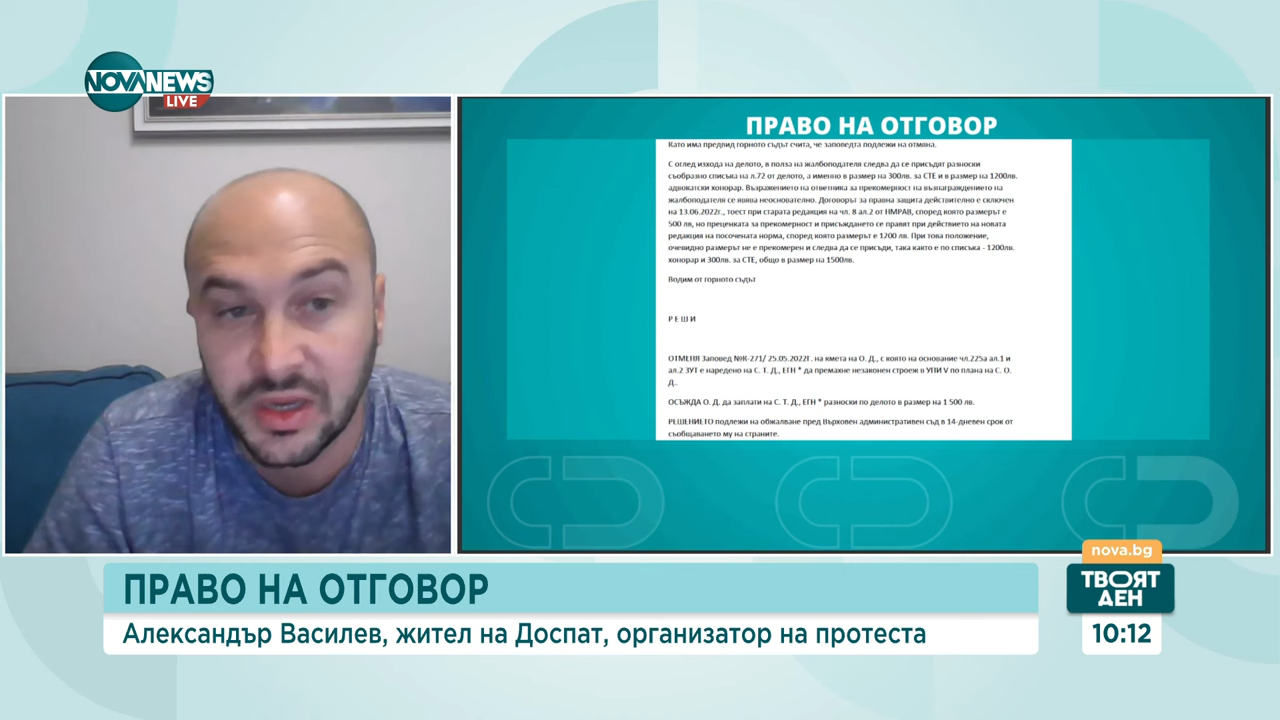 NOVANEWS
LIVE
ПРАВО НА ОТГОВОР
Като има предвид горното съдът счита, че заповедта подлежи на отмяна.
С оглед изхода на делото, в полза на жалбоподателя следва да се присъдят разноски
съобразно списъка на л.72 от делото, а именно в размер на 300лв. за СТЕ и в размер на 1200лв.
адвокатски хонорар. Възражението на ответника за прекомерност на възнаграждението на
жалбоподателя се явява неоснователно. Договорът за правна защита действително е сключен
на 13.06.2022г., тоест при старата редакция на чл. 8 ал.2 от НМРАВ, според която размерът е
500 лв, но преценката за прекомерност и присъждането се правят при действието на новата
редакция на посочената норма, според която размерът е 1200 лв. При това положение,
очевидно размерът не е прекомерен и следва да се присъди, така както е по списъка - 1200лв.
хонорар и 300лв. за СТЕ, общо в размер на 1500лв.
Водим от горното съдът
Р Е Ш И
ОТМЕНЯ Заповед №К-271/ 25.05.2022г. на кмета на О. Д., с която на основание чл.225а ал.1 и
ал.2 ЗУТ е наредено на С. Т. Д., ЕГН * да премахне незаконен строеж в УПИ V по плана на С. О.
Д..
ОСЪЖДА О. Д. да заплати на С. Т. Д., ЕГН * разноски по делото в размер на 1 500 лв.
РЕШЕНИЕТО подлежи на обжалване пред Върховен административен съд в 14-дневен срок от
съобщаването му на страните.
nova.bg
ПРАВО НА ОТГОВОР
ТВОЯТ
ДЕН
Александър Василев, жител на Доспат, организатор на протеста
10:12